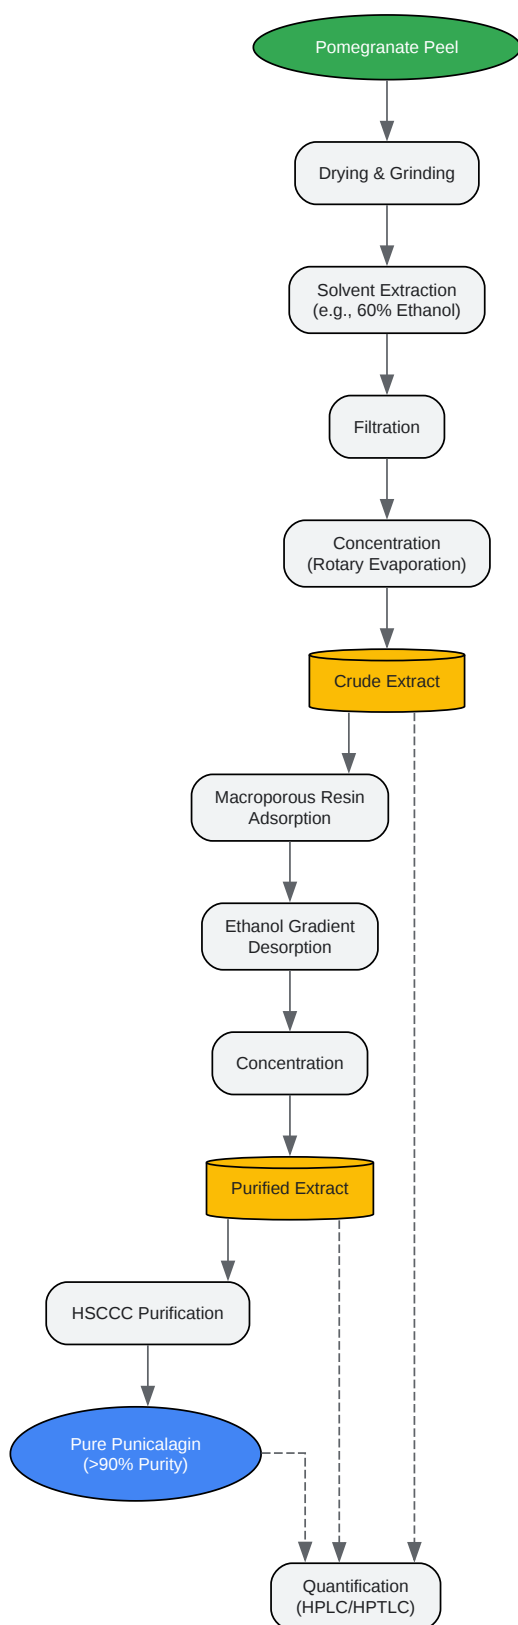 Pomegranate Peel
Drying & Grinding
Solvent Extraction
(e.g., 60% Ethanol)
Filtration
Concentration
(Rotary Evaporation)
Crude Extract
Macroporous Resin
Adsorption
Ethanol Gradient
Desorption
Concentration
Purified Extract
HSCCC Purification
Pure Punicalagin
(>90% Purity)
Quantification
(HPLC/HPTLC)